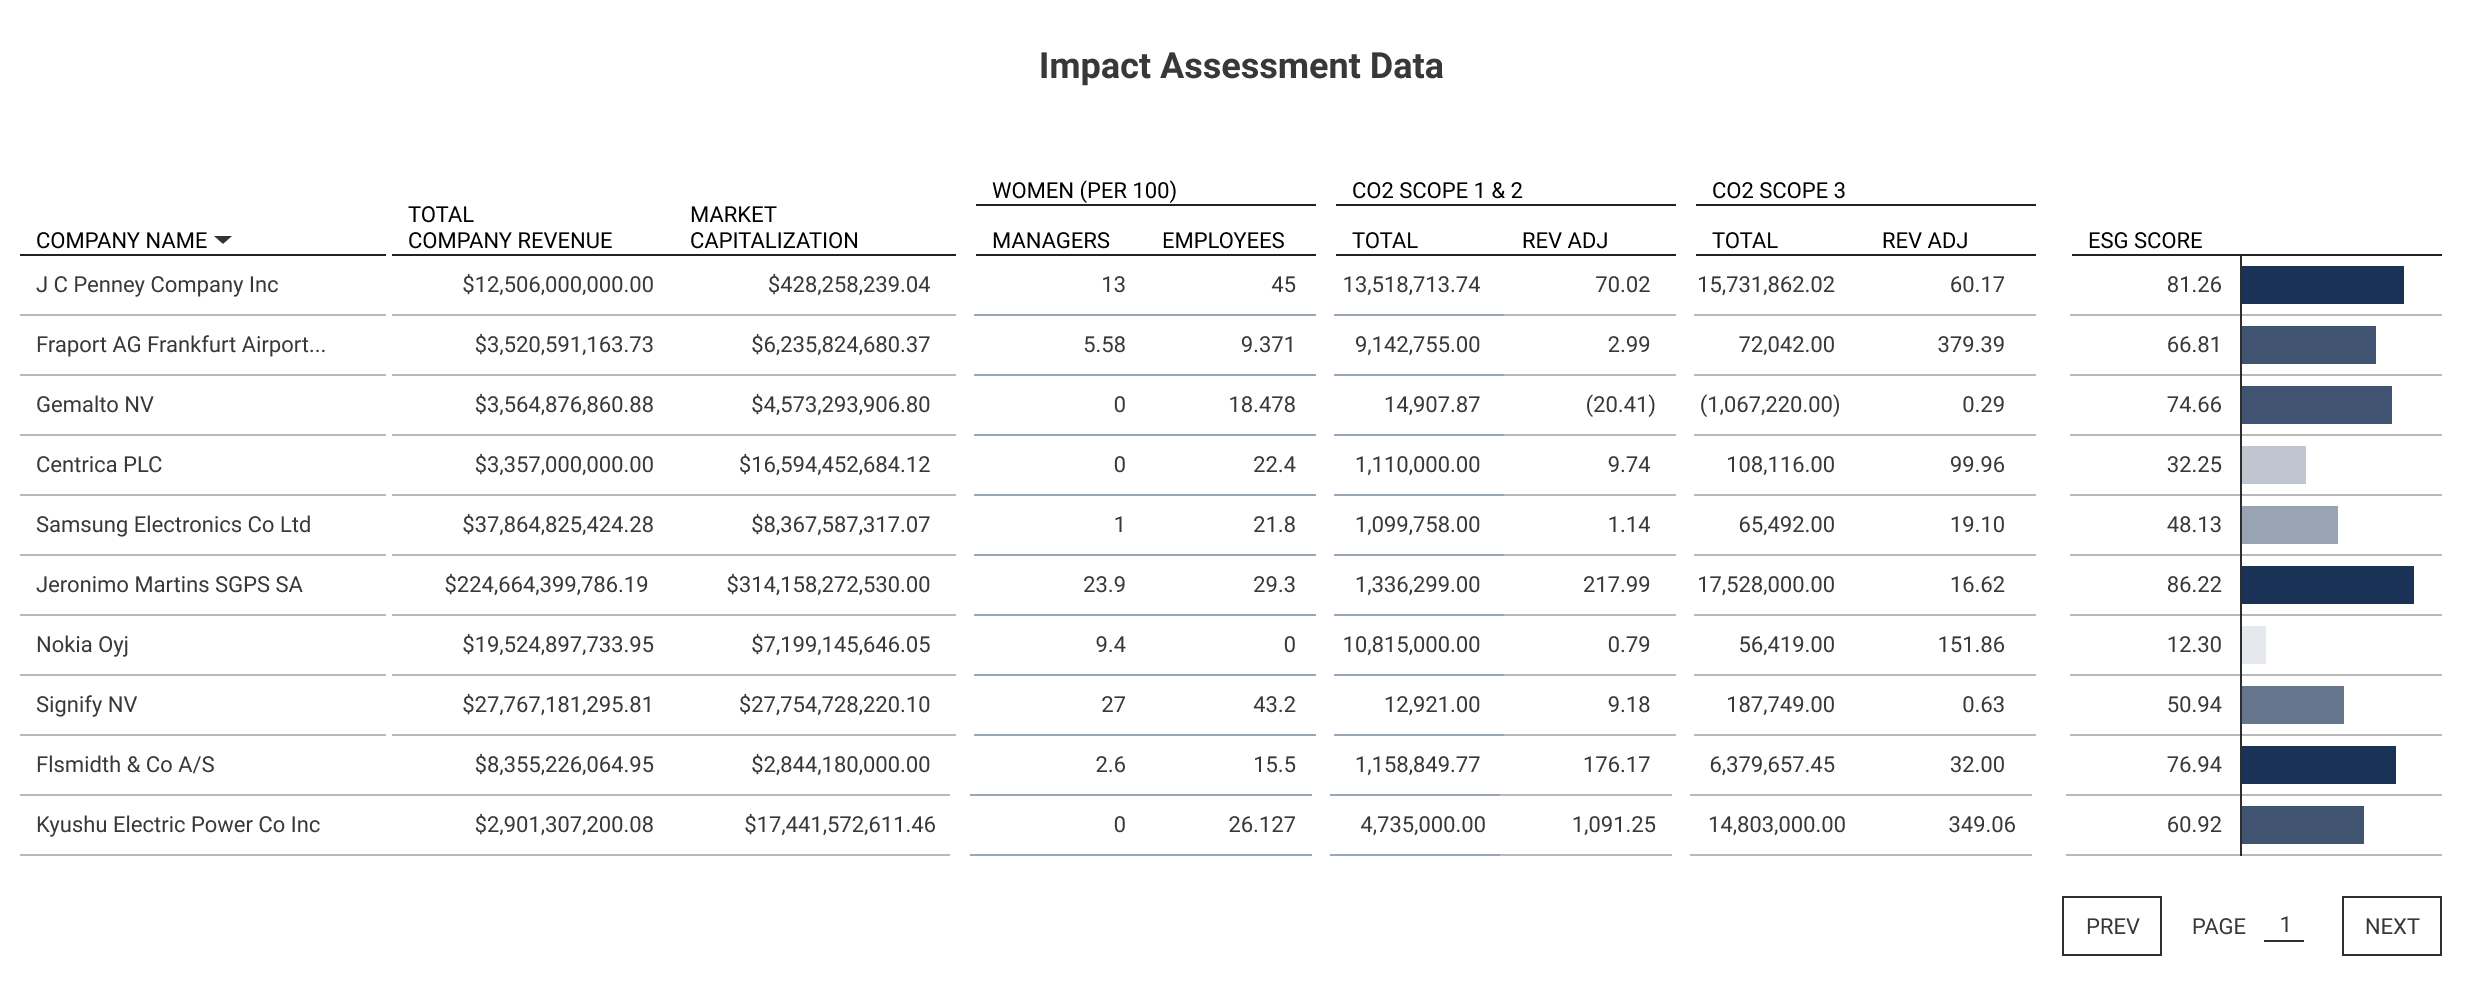 Impact Assessment Data
WOMEN (PER 100) CO2 SCOPE 1 & 2 CO2 SCOPE 3
TOTAL MARKET
COMPANY NAME COMPANY REVENUE CAPITALIZATION MANAGERS EMPLOYEES TOTAL REV ADJ TOTAL REV ADJ ESG SCORE
J C Penney Company Inc $12,506,000,000.00 $428,258,239.04 13 45 13,518,713.74 70.02 15,731,862.02 60.17 81.26
Fraport AG Frankfurt Airport... $3,520,591,163.73 $6,235,824,680.37 5.58 9.371 9,142,755.00 2.99 72,042.00 379.39 66.81
Gemalto NV $3,564,876,860.88 $4,573,293,906.80 0 18.478 14,907.87 (20.41) (1,067,220.00) 0.29 74.66
Centrica PLC $3,357,000,000.00 $16,594,452,684.12 0 22.4 1,110,000.00 9.74 108,116.00 99.96 32.25
Samsung Electronics Co Ltd $37,864,825,424.28 $8,367,587,317.07 1 21.8 1,099,758.00 1.14 65,492.00 19.10 48.13
Jeronimo Martins SGPS SA $224,664,399,786.19 $314,158,272,530.00 23.9 29.3 1,336,299.00 217.99 17,528,000.00 16.62 86.22
Nokia Oyj $19,524,897,733.95 $7,199,145,646.05 9.4 0 10,815,000.00 0.79 56,419.00 151.86 12.30
Signify NV $27,767,181,295.81 $27,754,728,220.10 27 43.2 12,921.00 9.18 187,749.00 0.63 50.94
Flsmidth & Co A/S $8,355,226,064.95 $2,844,180,000.00 2.6 15.5 1,158,849.77 176.17 6,379,657.45 32.00 76.94
Kyushu Electric Power Co Inc $2,901,307,200.08 $17,441,572,611.46 0 26.127 4,735,000.00 1,091.25 14,803,000.00 349.06 60.92
PREV PAGE 1 NEXT